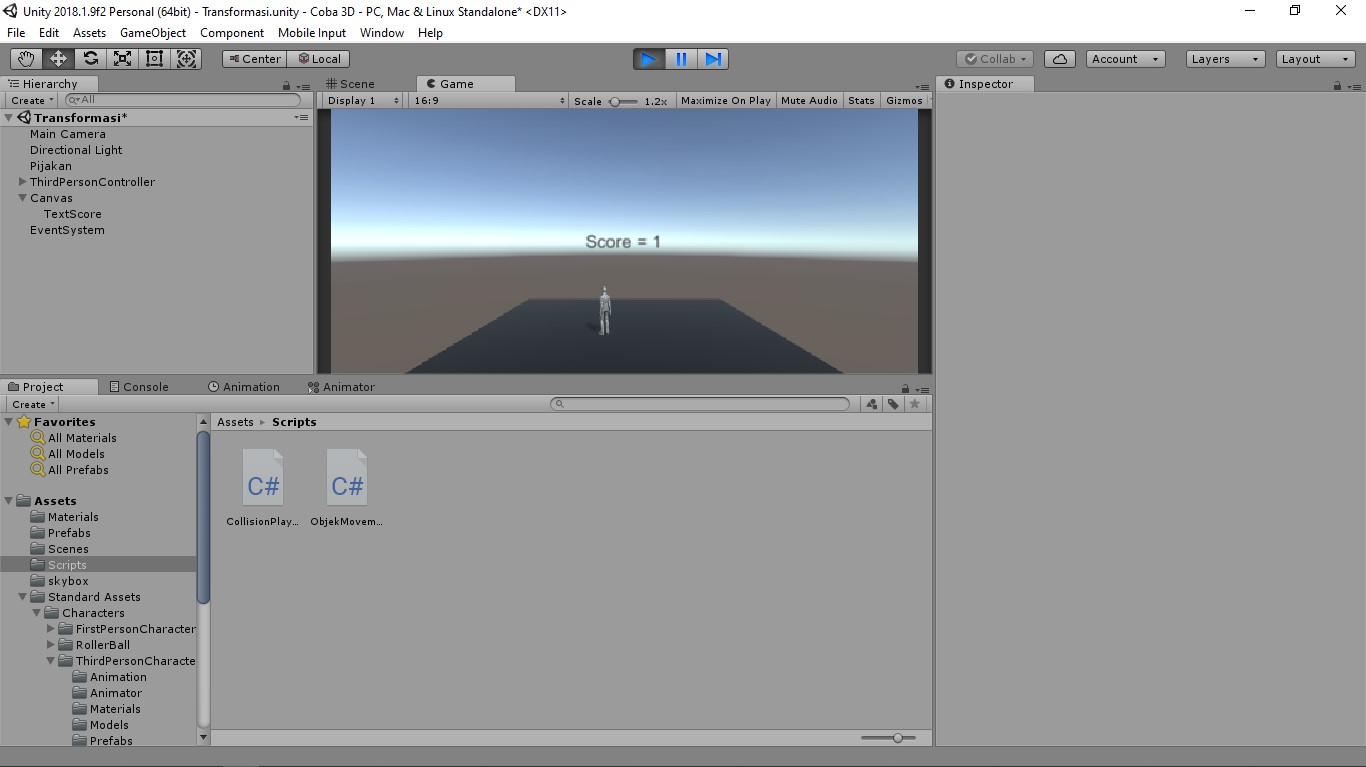 Unity 2018.1.9f2 Personal (64bit) - Transformasi.unity - Coba 3D - PC, Mac & Linux Standalone* <DX11>
File Edit Assets GameObject Component Mobile Input Window Help
Center Local Collab Account Layers Layout
Hierarchy
Create All
Transformasi*
Main Camera
Directional Light
Pijakan
ThirdPersonController
Canvas
TextScore
EventSystem
Scene Game
Display 1 16:9 Scale 1.2x Maximize On Play Mute Audio Stats Gizmos
Score = 1
Inspector
Project Console Animation Animator
Create
Favorites
All Materials
All Models
All Prefabs
Assets
Materials
Prefabs
Scenes
Scripts
skybox
Standard Assets
Characters
FirstPersonCharacter
RollerBall
ThirdPersonCharacte
Animation
Animator
Materials
Models
Prefabs
Assets ▸ Scripts
C# C#
CollisionPlay... ObjekMovem...